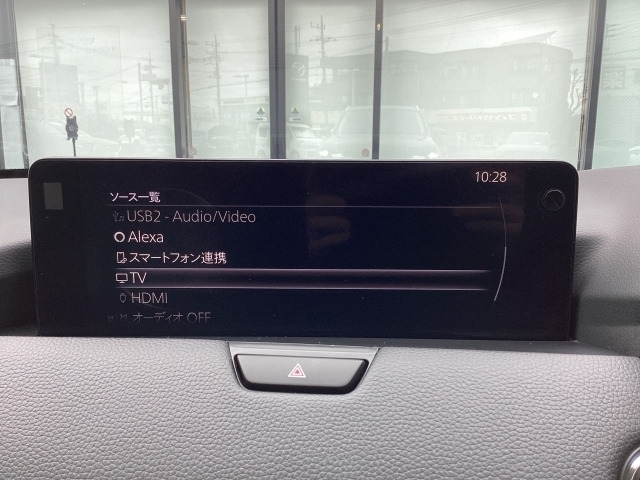 10:28
ソース一覧
USB2 - Audio/Video
Alexa
スマートフォン連携
TV
HDMI
オーディオ OFF